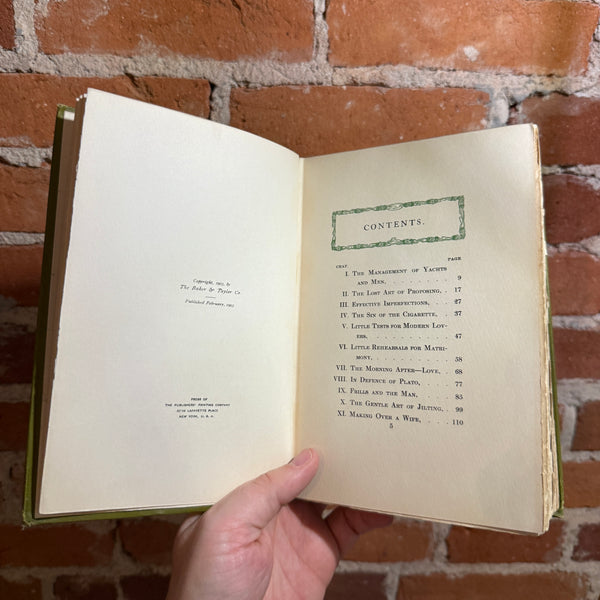 Copyright, 1903, by
The Baker & Taylor Co.
Published February, 1903
PRESS OF
THE PUBLISHERS' PRINTING COMPANY
32-34 LAFAYETTE PLACE
NEW YORK, U. S. A.
CONTENTS.
CHAP. PAGE
I. The Management of Yachts
and Men, . . . . . . . . 9
II. The Lost Art of Proposing, . . 17
III. Effective Imperfections, . . . 27
IV. The Sin of the Cigarette, . . 37
V. Little Tests for Modern Lov-
ers, . . . . . . . . . . 47
VI. Little Rehearsals for Matri-
mony, . . . . . . . . . 58
VII. The Morning After—Love, . . 68
VIII. In Defence of Plato, . . . . 77
IX. Frills and the Man, . . . . 85
X. The Gentle Art of Jilting, . . 99
XI. Making Over a Wife, . . . . 110
5